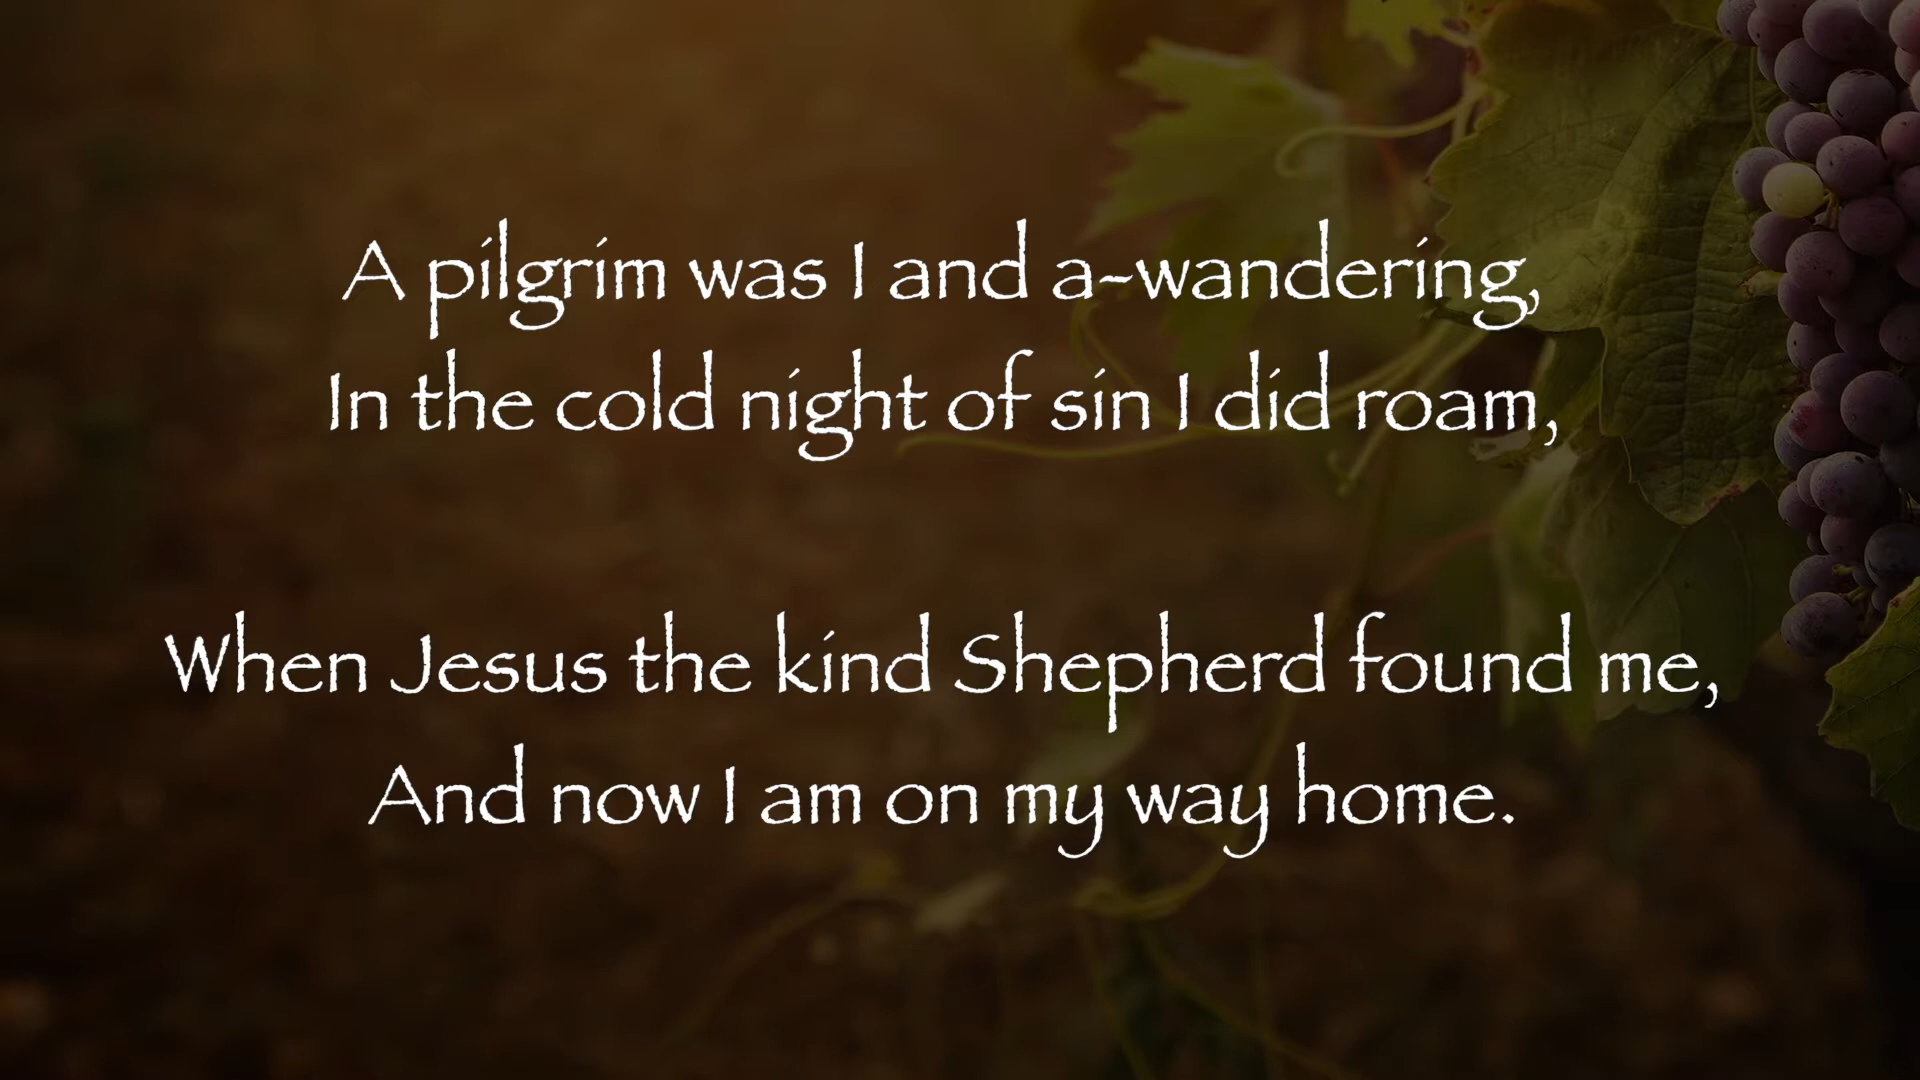 A pilgrim was I and a-wandering,
In the cold night of sin I did roam,
When Jesus the kind Shepherd found me,
And now I am on my way home.